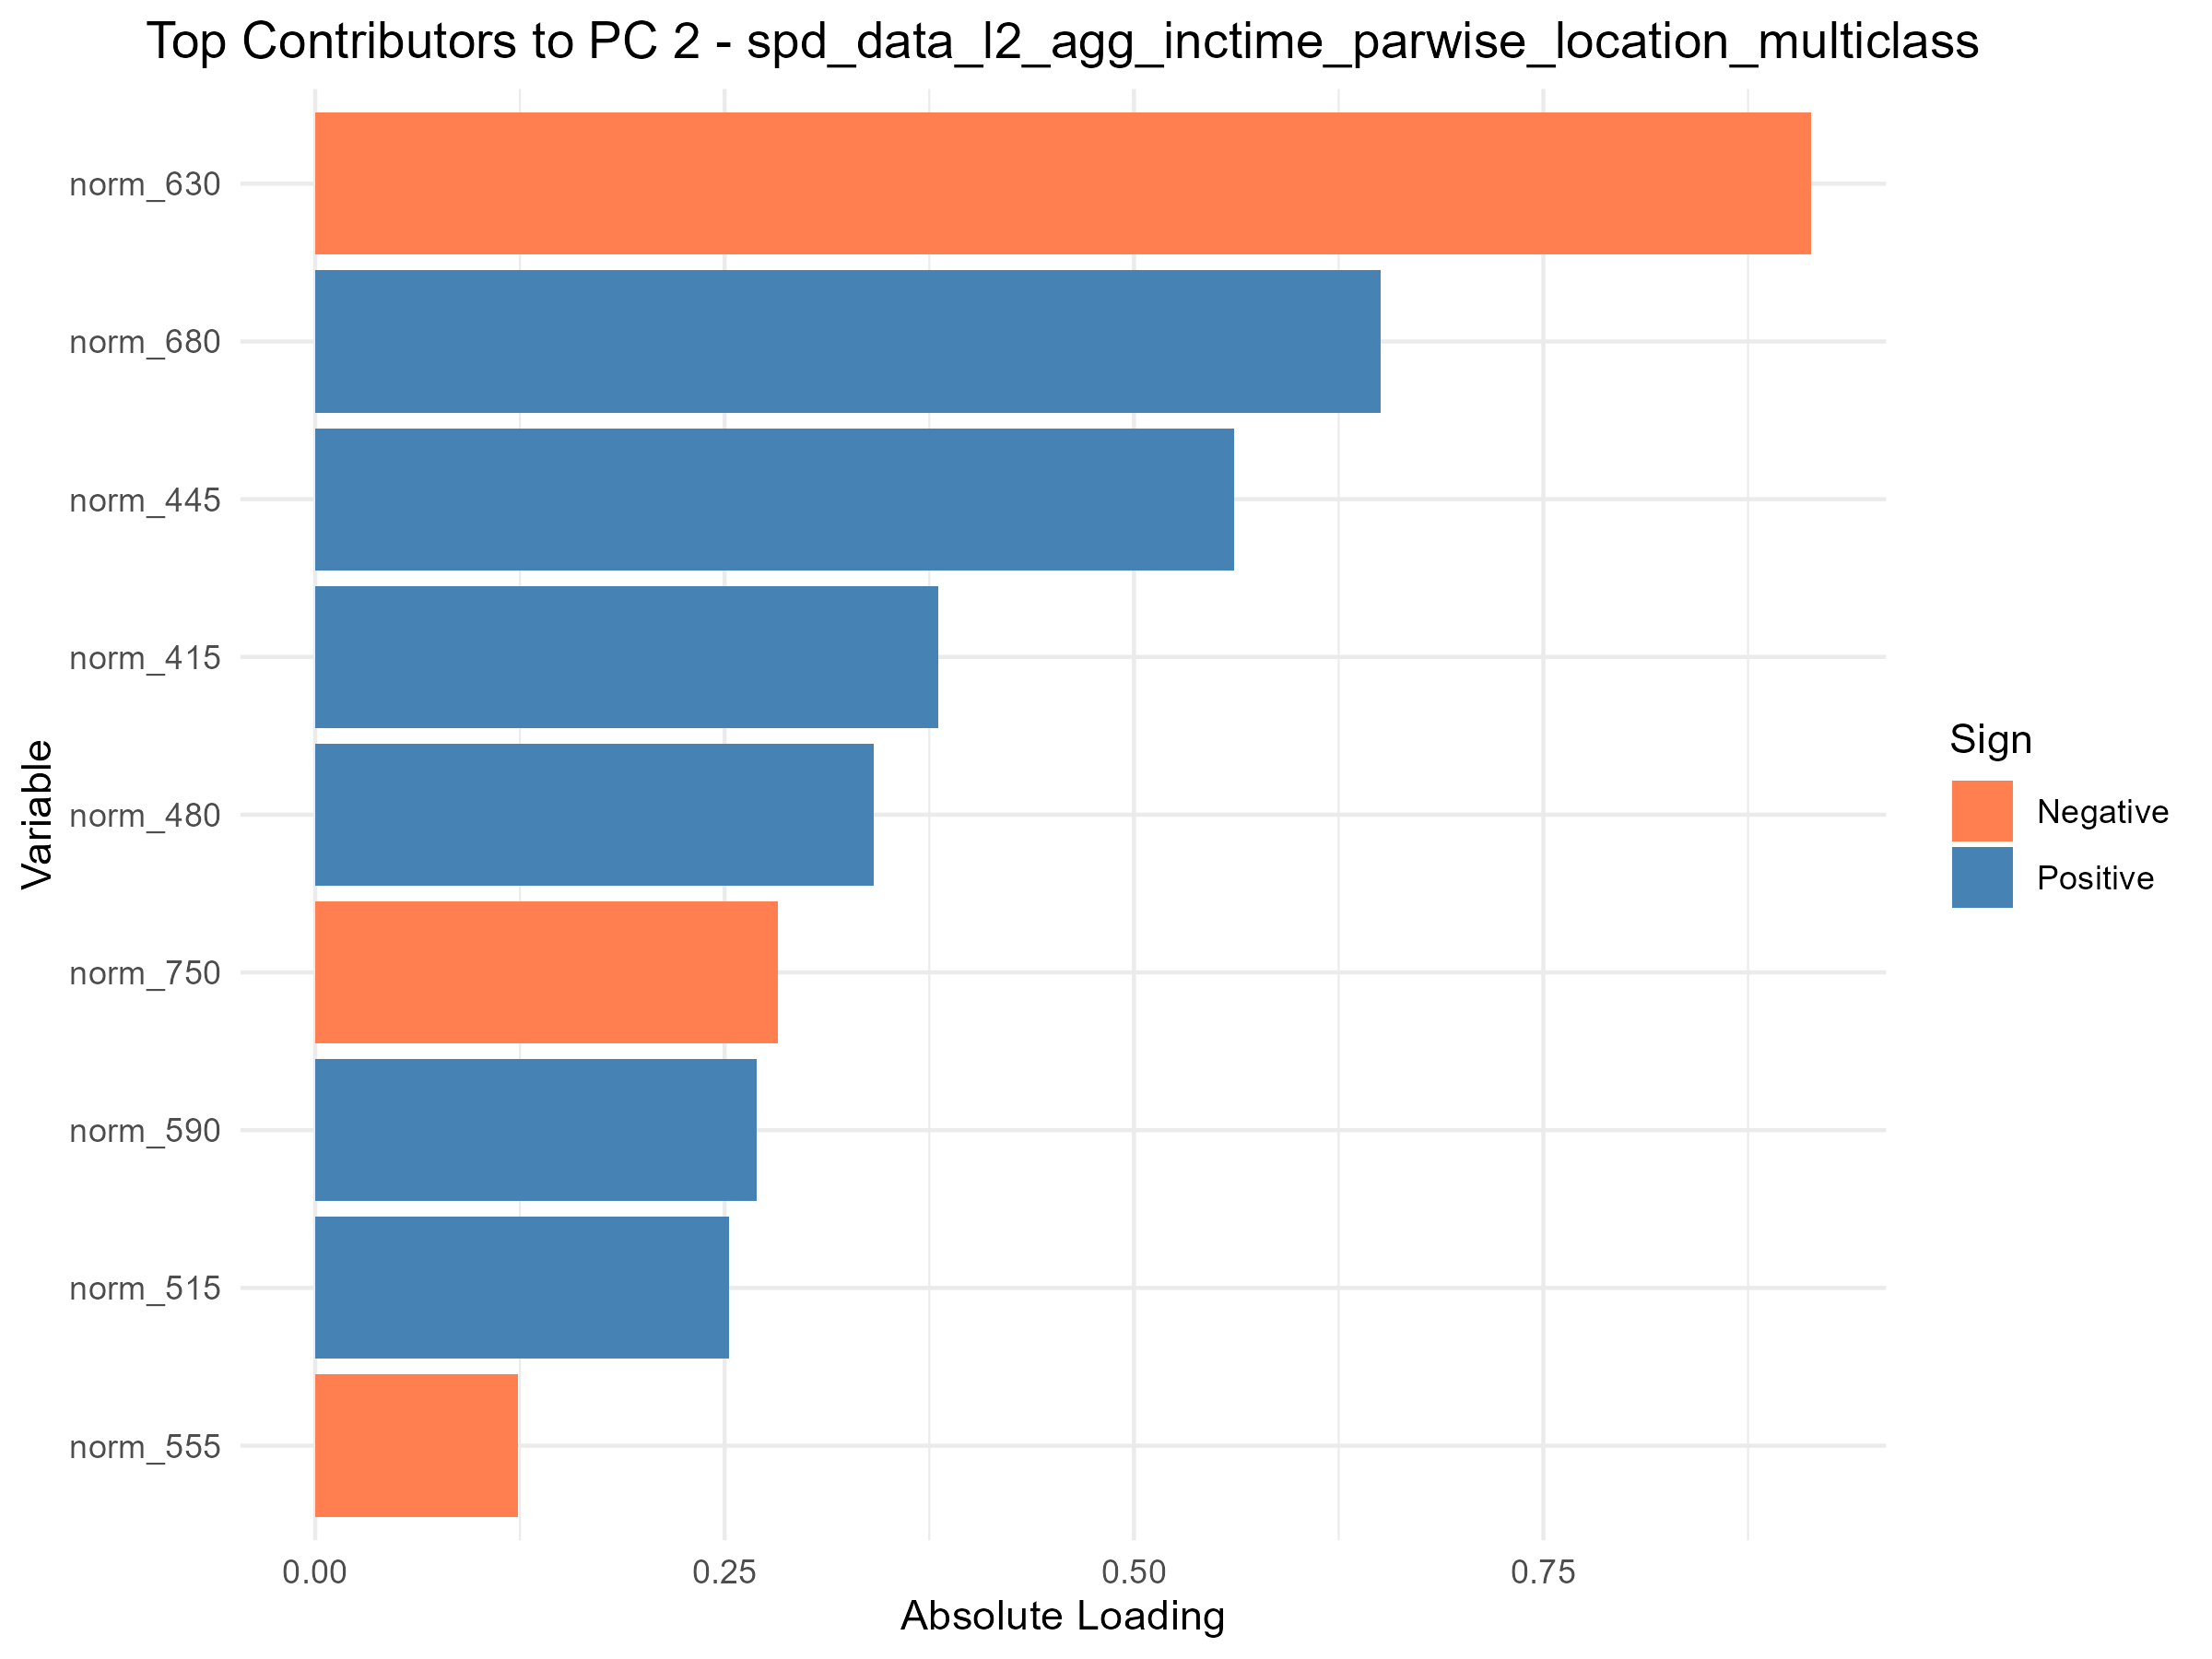 Top Contributors to PC 2 - spd_data_l2_agg_inctime_parwise_location_multiclass
Variable
norm_630
norm_680
norm_445
norm_415
norm_480
norm_750
norm_590
norm_515
norm_555
0.00 0.25 0.50 0.75
Absolute Loading
Sign
Negative
Positive